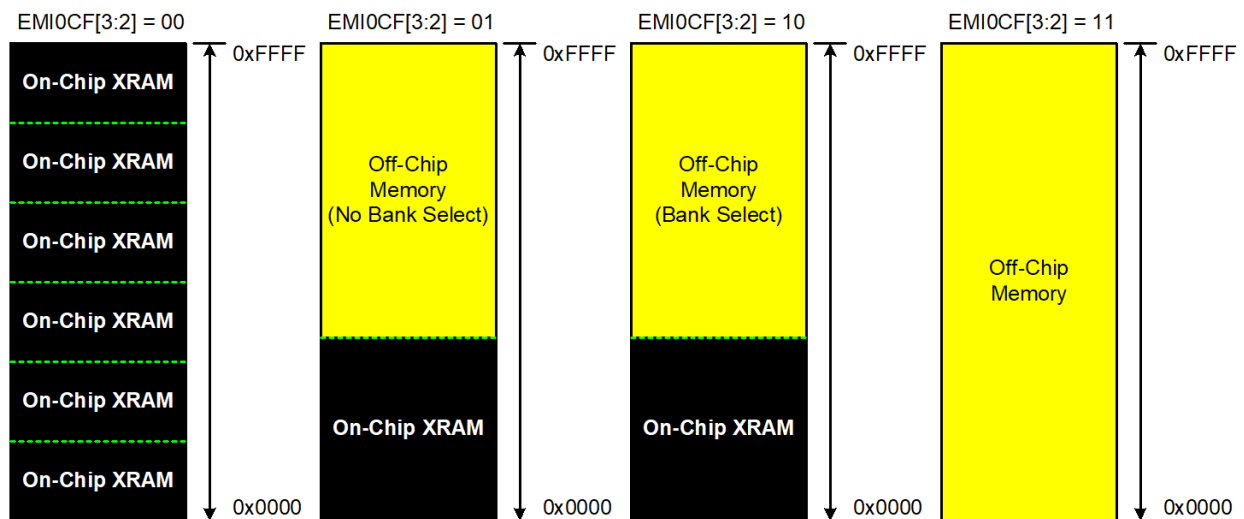 EMI0CF[3:2] = 00
EMI0CF[3:2] = 01
EMI0CF[3:2] = 10
EMI0CF[3:2] = 11
0xFFFF
0xFFFF
0xFFFF
0xFFFF
On-Chip XRAM
On-Chip XRAM
On-Chip XRAM
On-Chip XRAM
On-Chip XRAM
On-Chip XRAM
0x0000
Off-Chip
Memory
(No Bank Select)
On-Chip XRAM
0x0000
Off-Chip
Memory
(Bank Select)
On-Chip XRAM
0x0000
Off-Chip
Memory
0x0000